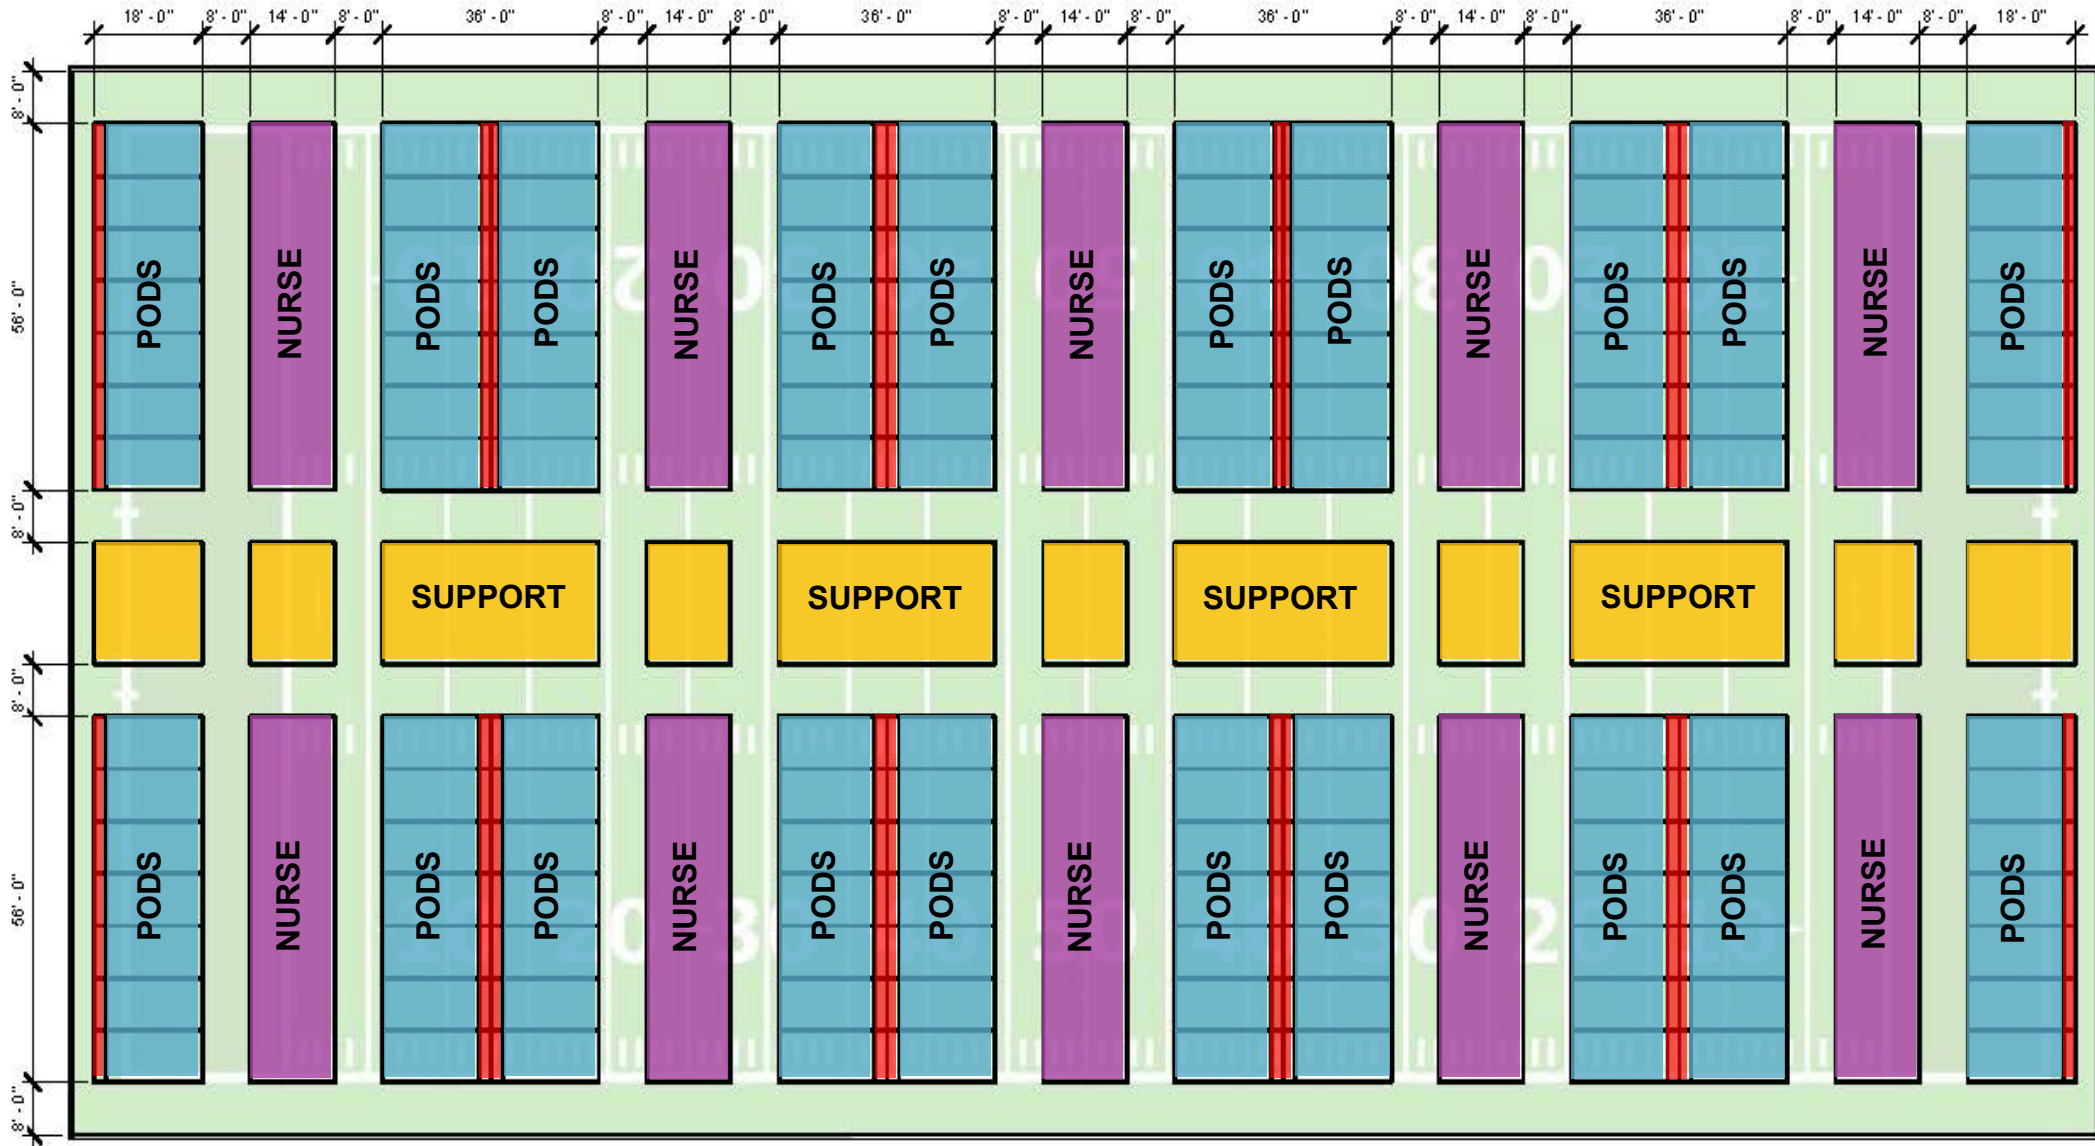 18' - 0" 8' - 0" 14' - 0" 8' - 0" 36' - 0" 8' - 0" 14' - 0" 8' - 0" 36' - 0" 8' - 0" 14' - 0" 8' - 0" 36' - 0" 8' - 0" 14' - 0" 8' - 0" 36' - 0" 8' - 0" 14' - 0" 8' - 0" 18' - 0"
8' - 0"
56' - 0"
PODS NURSE PODS PODS NURSE PODS PODS NURSE PODS PODS NURSE PODS PODS NURSE PODS
8' - 0"
SUPPORT SUPPORT SUPPORT SUPPORT
8' - 0"
56' - 0"
PODS NURSE PODS PODS NURSE PODS PODS NURSE PODS PODS NURSE PODS PODS NURSE PODS
8' - 0"